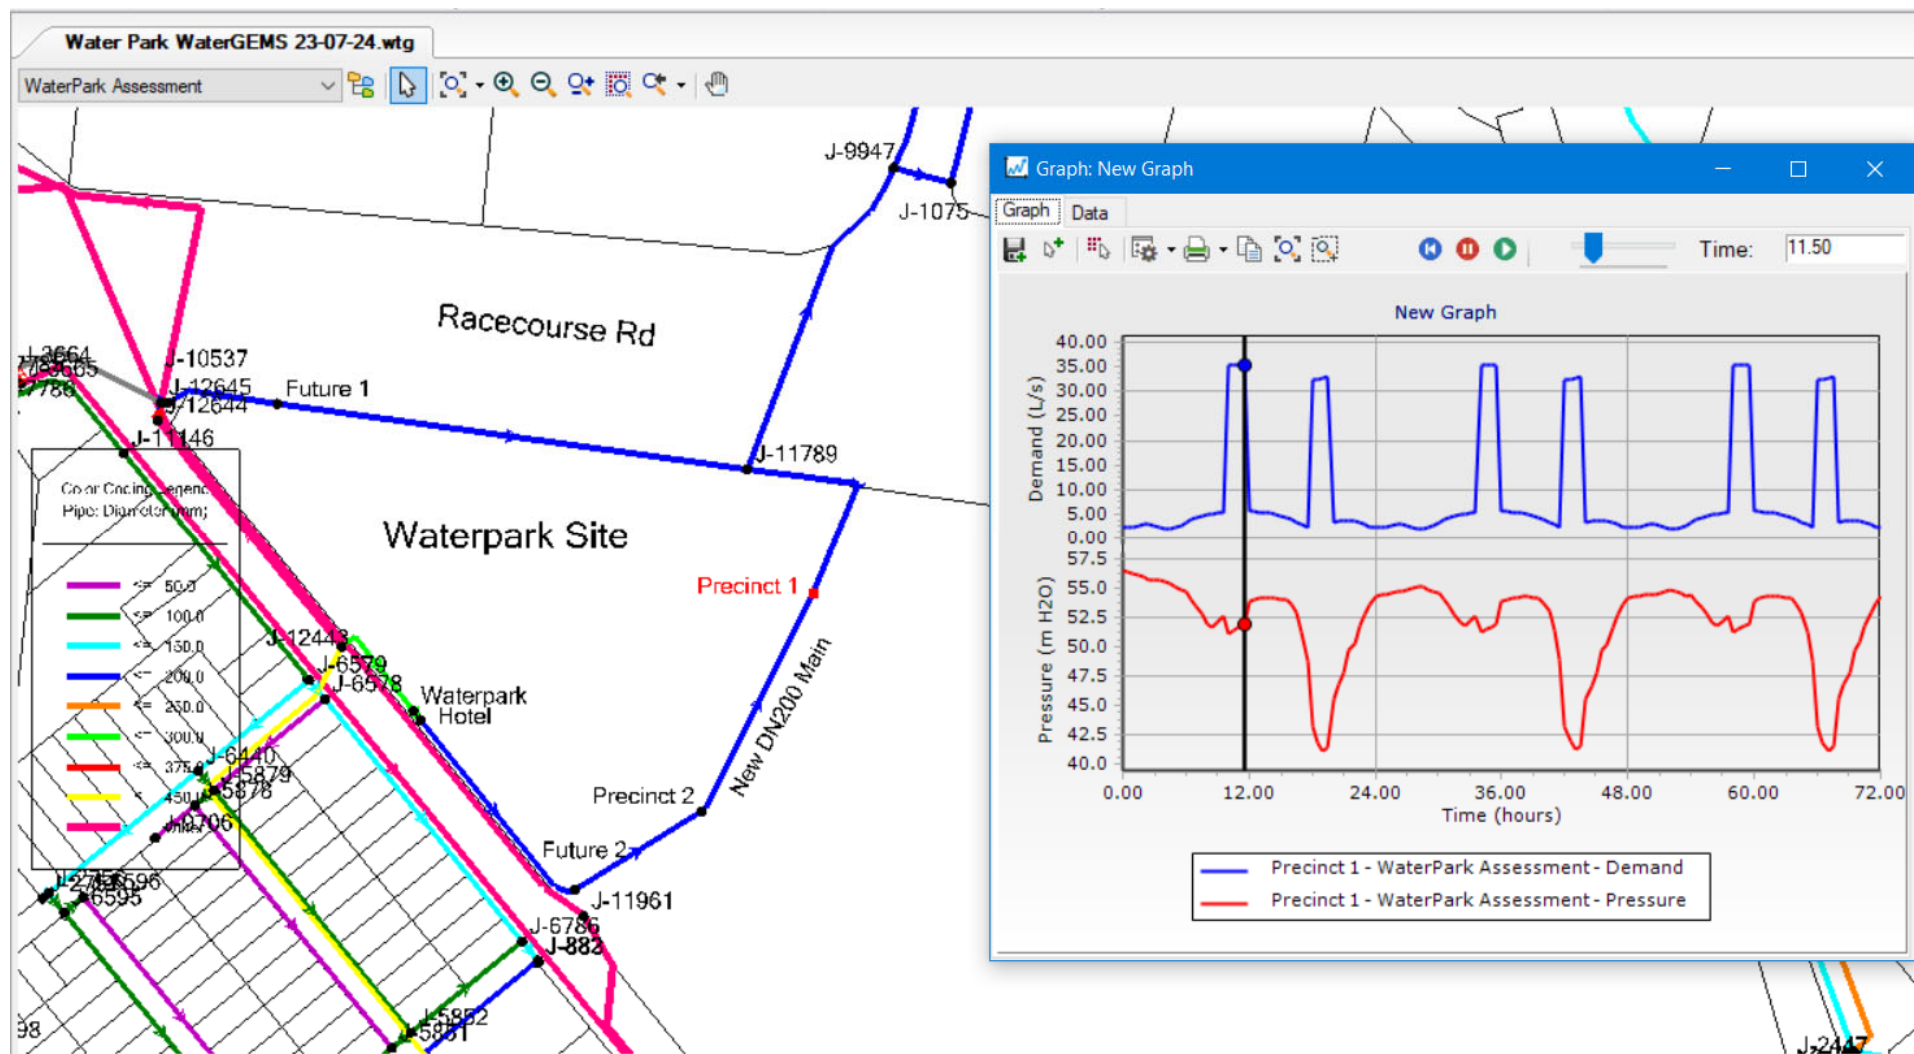 Water Park WaterGEMS 23-07-24.wtg
WaterPark Assessment
J-9947
J-1075
Racecourse Rd
J-3664
J-10537
J-12645
Future 1
J-12644
J-11146
J-11789
Waterpark Site
Precinct 1
<= 50.0
<= 100.0
<= 150.0
<= 200.0
<= 250.0
<= 300.0
<= 375.0
J-12443
J-6579
J-6578
Waterpark
Hotel
J-6440
J-5879
New DN200 Main
Precinct 2
Future 2
J-11961
J-6786
J-883
J-5852
J-2447
Graph: New Graph
Graph
Data
Time:
11.50
New Graph
Demand (L/s)
40.00
35.00
30.00
25.00
20.00
15.00
10.00
5.00
0.00
Pressure (m H2O)
57.5
55.0
52.5
50.0
47.5
45.0
42.5
40.0
0.00 12.00 24.00 36.00 48.00 60.00 72.00
Time (hours)
Precinct 1 - WaterPark Assessment - Demand
Precinct 1 - WaterPark Assessment - Pressure